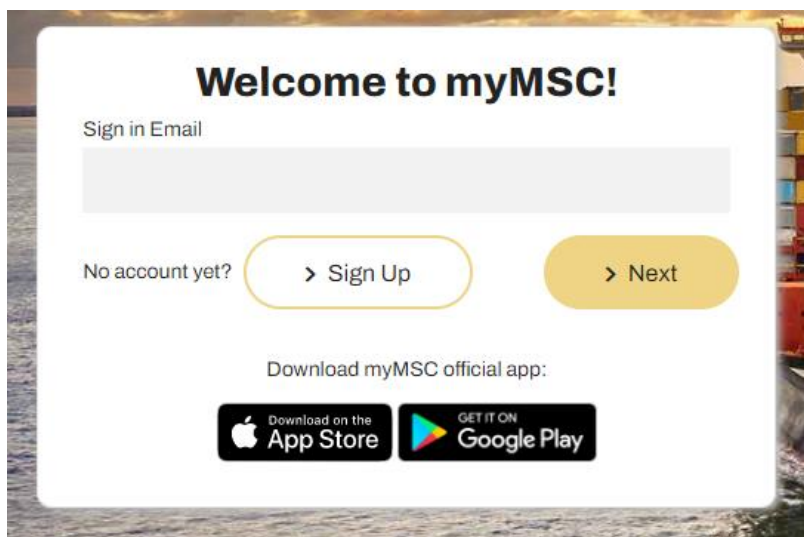 Welcome to myMSC!
Sign in Email
No account yet?
Sign Up
Next
Download myMSC official app:
Download on the
App Store
GET IT ON
Google Play